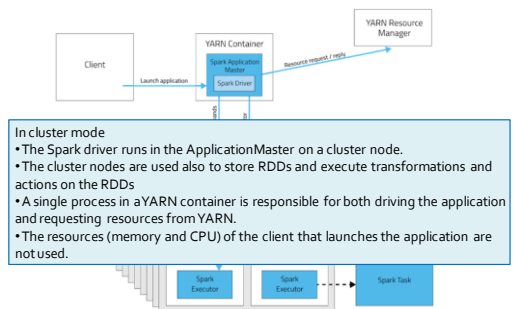 YARN Container
YARN Resource
Manager
Client
Spark Application
Master
Spark Driver
Launch application
Resource request / reply
In cluster mode
•The Spark driver runs in the ApplicationMaster on a cluster node.
•The cluster nodes are used also to store RDDs and execute transformations and
actions on the RDDs
•A single process in a YARN container is responsible for both driving the application
and requesting resources from YARN.
•The resources (memory and CPU) of the client that launches the application are
not used.
Spark
Executor
Spark
Executor
Spark Task